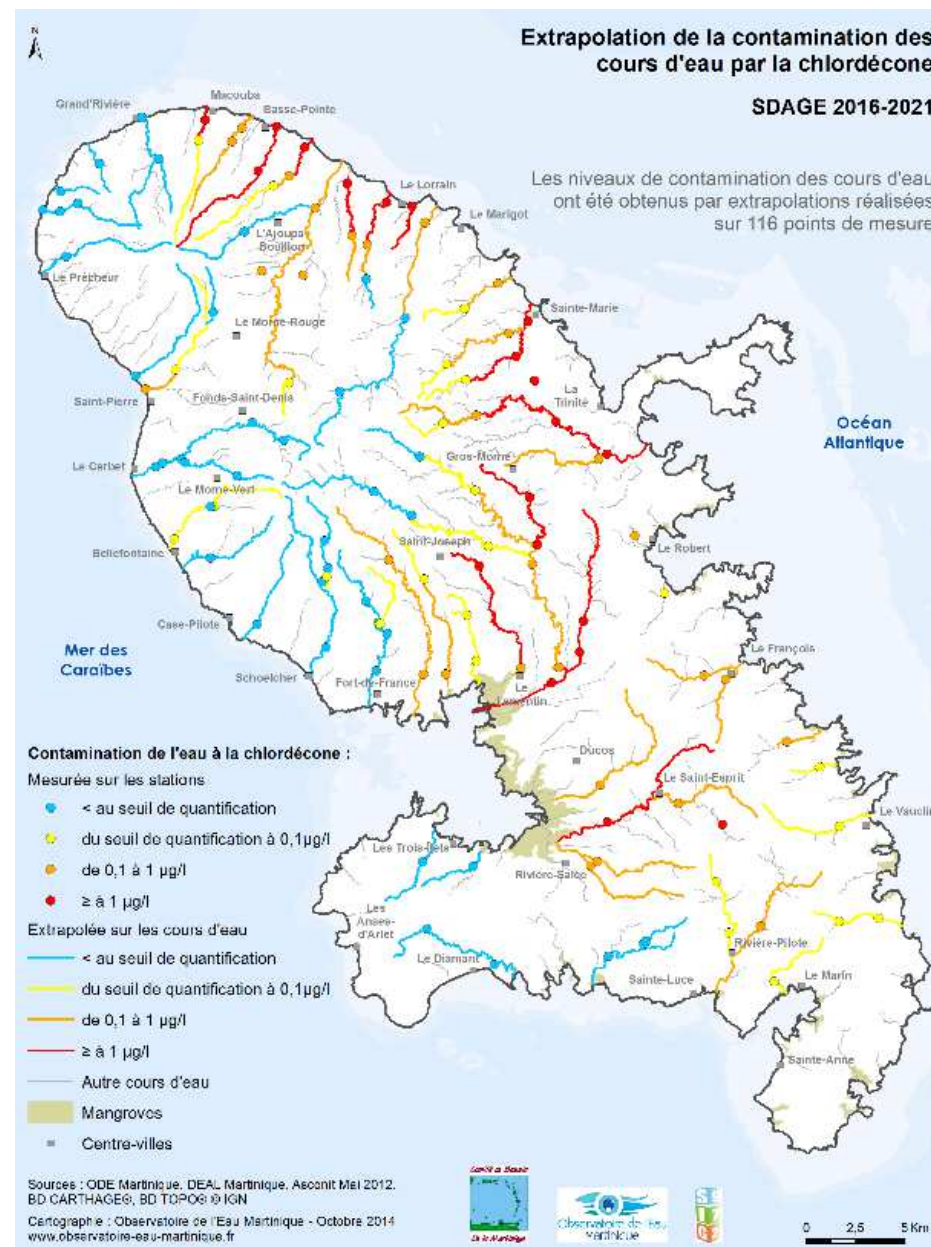 N
Extrapolation de la contamination des
cours d'eau par la chlordécone
SDAGE 2016-2021
Les niveaux de contamination des cours d'eau
ont été obtenus par extrapolations réalisées
sur 116 points de mesure
Grand'Rivière
Macouba
Basse-Pointe
Le Lorrain
Le Marigot
L'Ajoupa
Bouillon
Le Prêcheur
Le Morne-Rouge
Sainte-Marie
Saint-Pierre
Fonds-Saint-Denis
La
Trinité
Océan
Atlantique
Le Carbet
Gros-Morne
Le Morne-Vert
Saint-Joseph
Bellefontaine
Le Robert
Case-Pilote
Mer des
Caraïbes
Schoelcher
Fort-de-France
Le
Lamentin
Le François
Ducos
Le Saint-Esprit
Le Vauclin
Les Trois-Ilets
Rivière-Salée
Les
Anses-
d'Arlet
Le Diamant
Rivière-Pilote
Sainte-Luce
Le Marin
Sainte-Anne
Contamination de l'eau à la chlordécone :
Mesurée sur les stations
< au seuil de quantification
du seuil de quantification à 0,1µg/l
de 0,1 à 1 µg/l
≥ à 1 µg/l
Extrapolée sur les cours d'eau
< au seuil de quantification
du seuil de quantification à 0,1µg/l
de 0,1 à 1 µg/l
≥ à 1 µg/l
Autre cours d'eau
Mangroves
Centre-villes
Sources : ODE Martinique, DEAL Martinique, Asconit Mai 2012,
BD CARTHAGE®, BD TOPO® © IGN
Cartographie : Observatoire de l'Eau Martinique - Octobre 2014
www.observatoire-eau-martinique.fr
Comité de Bassin
De la Martinique
Observatoire de l'Eau
Martinique
0 2,5 5 Km